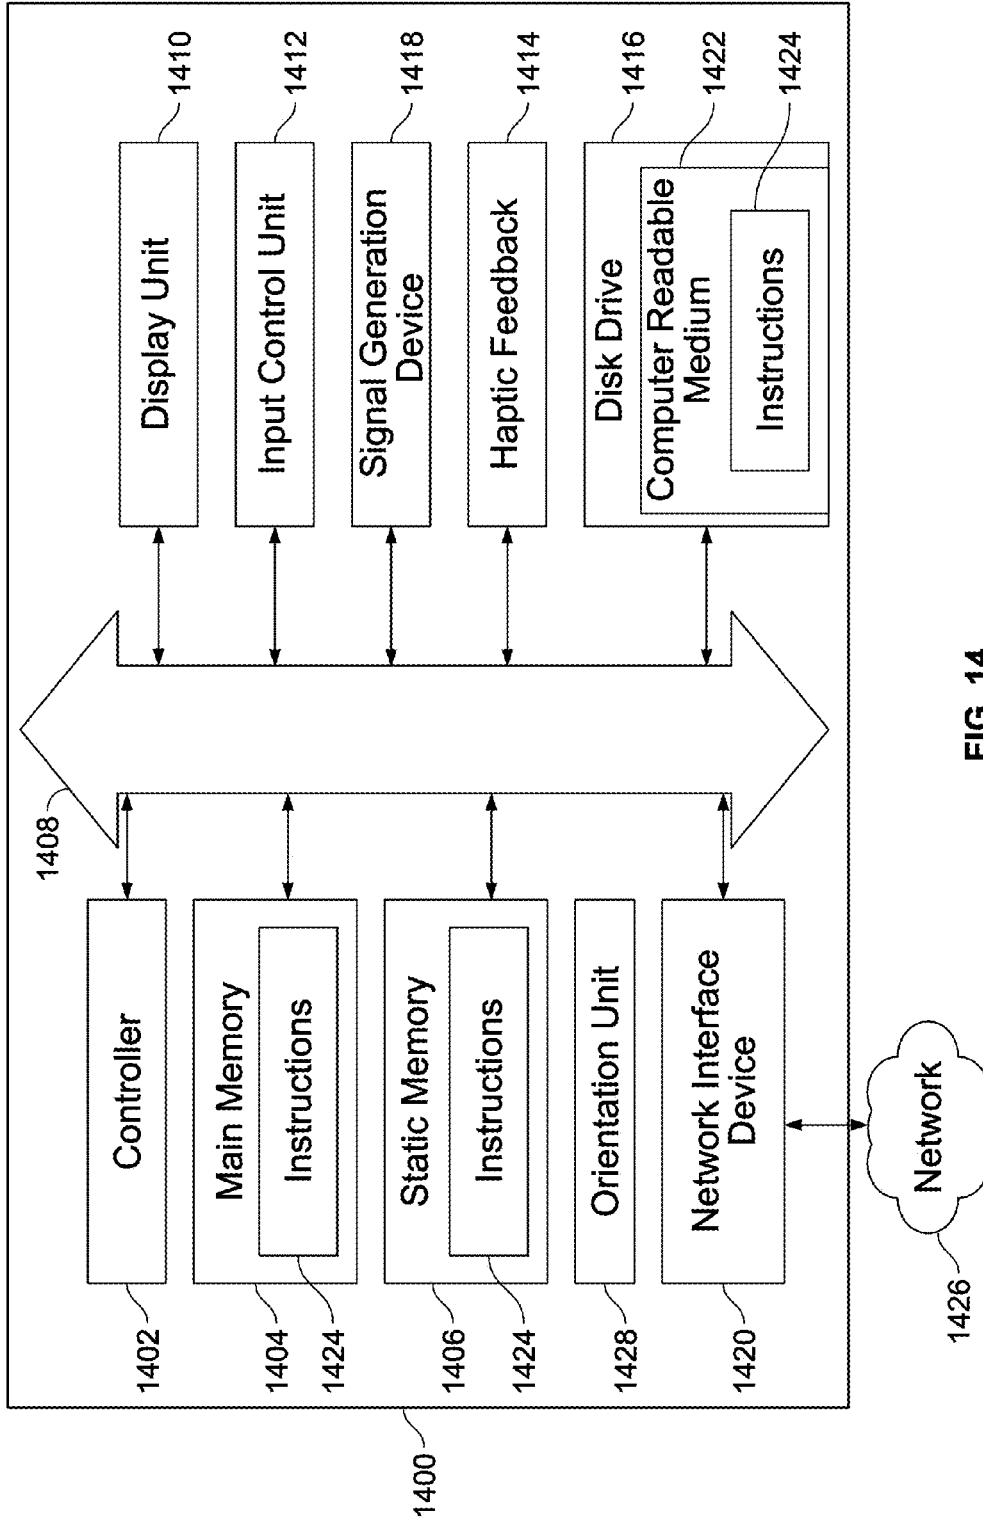 1400
1408
1402
Controller
1404
Main Memory
1424
Instructions
1406
Static Memory
1424
Instructions
1428
Orientation Unit
1420
Network Interface
Device
1426
Network
Display Unit
1410
Input Control Unit
1412
Signal Generation
Device
1418
Haptic Feedback
1414
Disk Drive
1416
Computer Readable
Medium
1422
Instructions
1424
FIG. 14